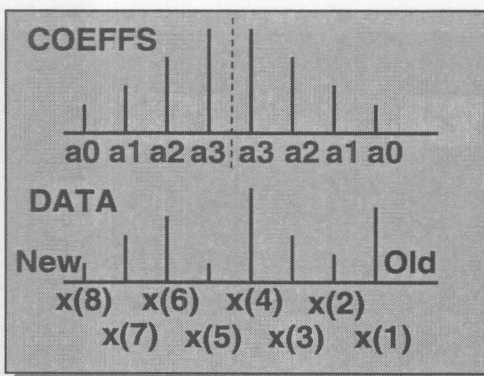 COEFFS
a0 a1 a2 a3 a3 a2 a1 a0
DATA
New Old
x(8) x(6) x(4) x(2)
x(7) x(5) x(3) x(1)